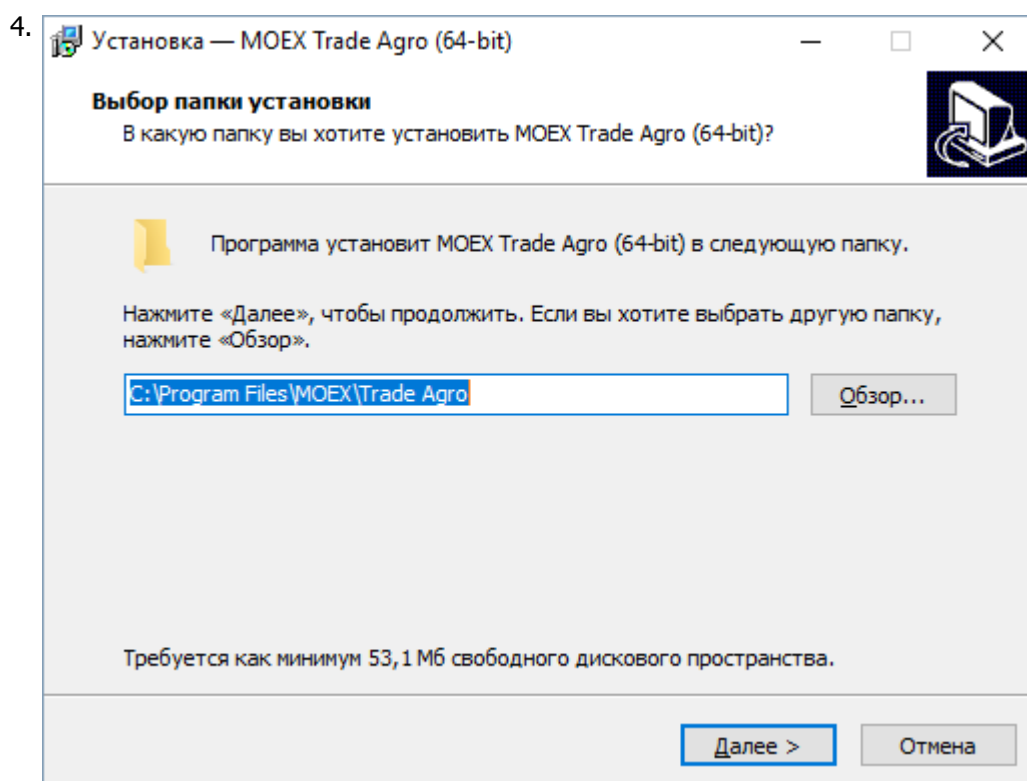 4.
Установка — MOEX Trade Agro (64-bit)
Выбор папки установки
В какую папку вы хотите установить MOEX Trade Agro (64-bit)?
Программа установит MOEX Trade Agro (64-bit) в следующую папку.
Нажмите «Далее», чтобы продолжить. Если вы хотите выбрать другую папку,
нажмите «Обзор».
C:\Program Files\MOEX\Trade Agro
Обзор...
Требуется как минимум 53,1 Мб свободного дискового пространства.
Далее >
Отмена